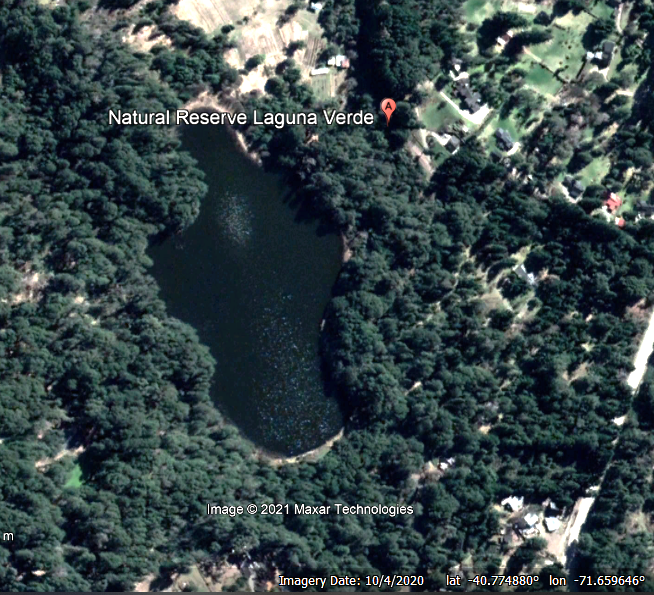 A
Natural Reserve Laguna Verde
Image © 2021 Maxar Technologies
m
Imagery Date: 10/4/2020 lat -40.774880° lon -71.659646°